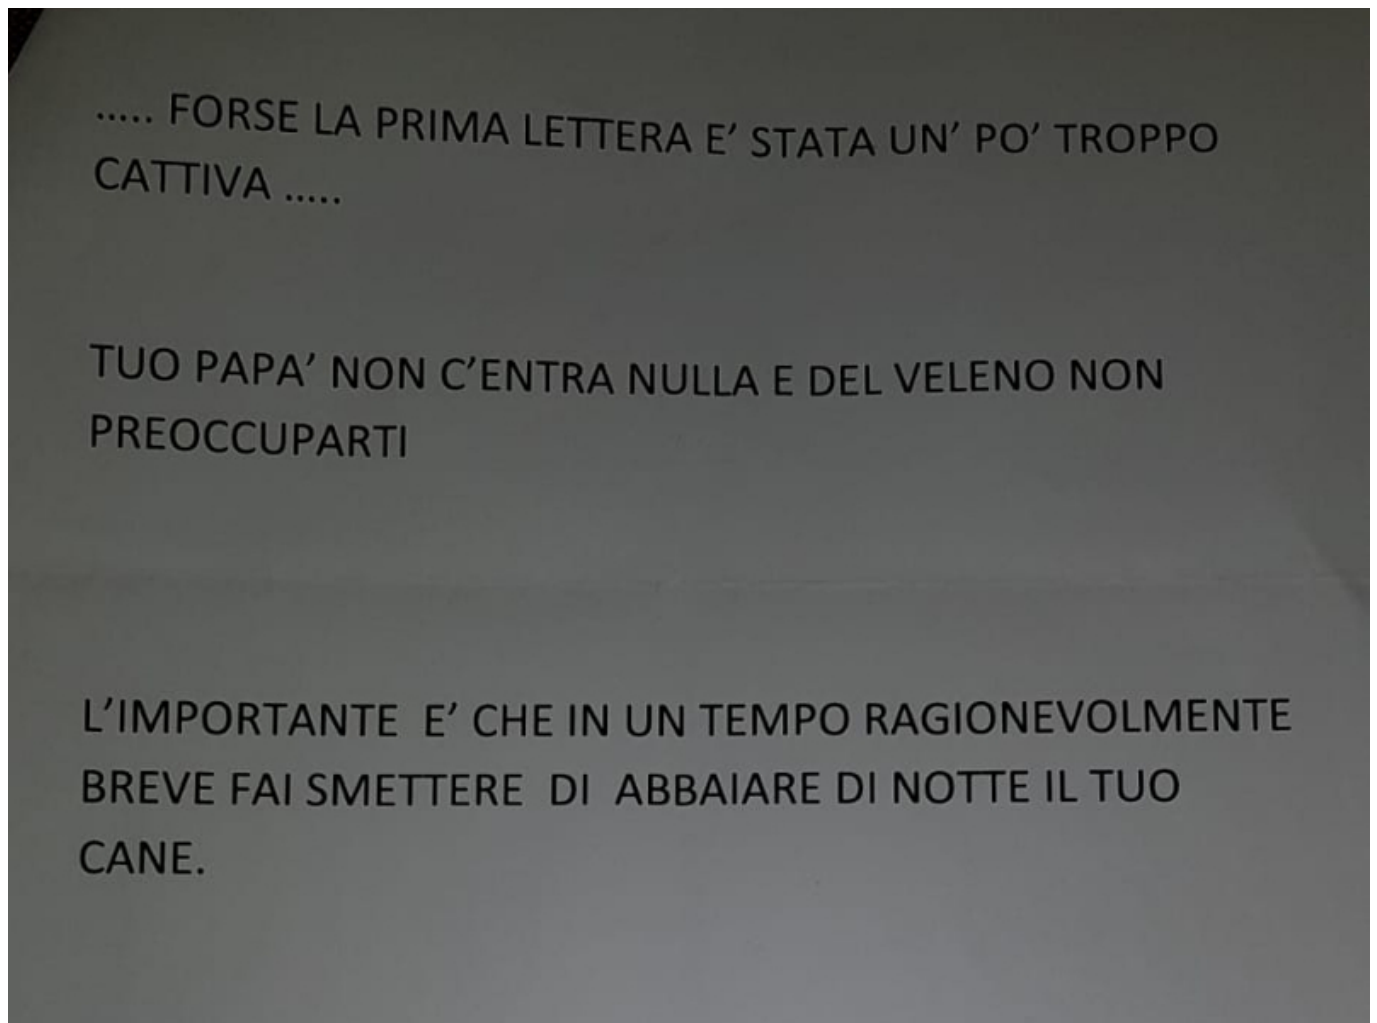 ..... FORSE LA PRIMA LETTERA E' STATA UN' PO' TROPPO
CATTIVA .....
TUO PAPA' NON C'ENTRA NULLA E DEL VELENO NON
PREOCCUPARTI
L'IMPORTANTE E' CHE IN UN TEMPO RAGIONEVOLMENTE
BREVE FAI SMETTERE DI ABBAIARE DI NOTTE IL TUO
CANE.